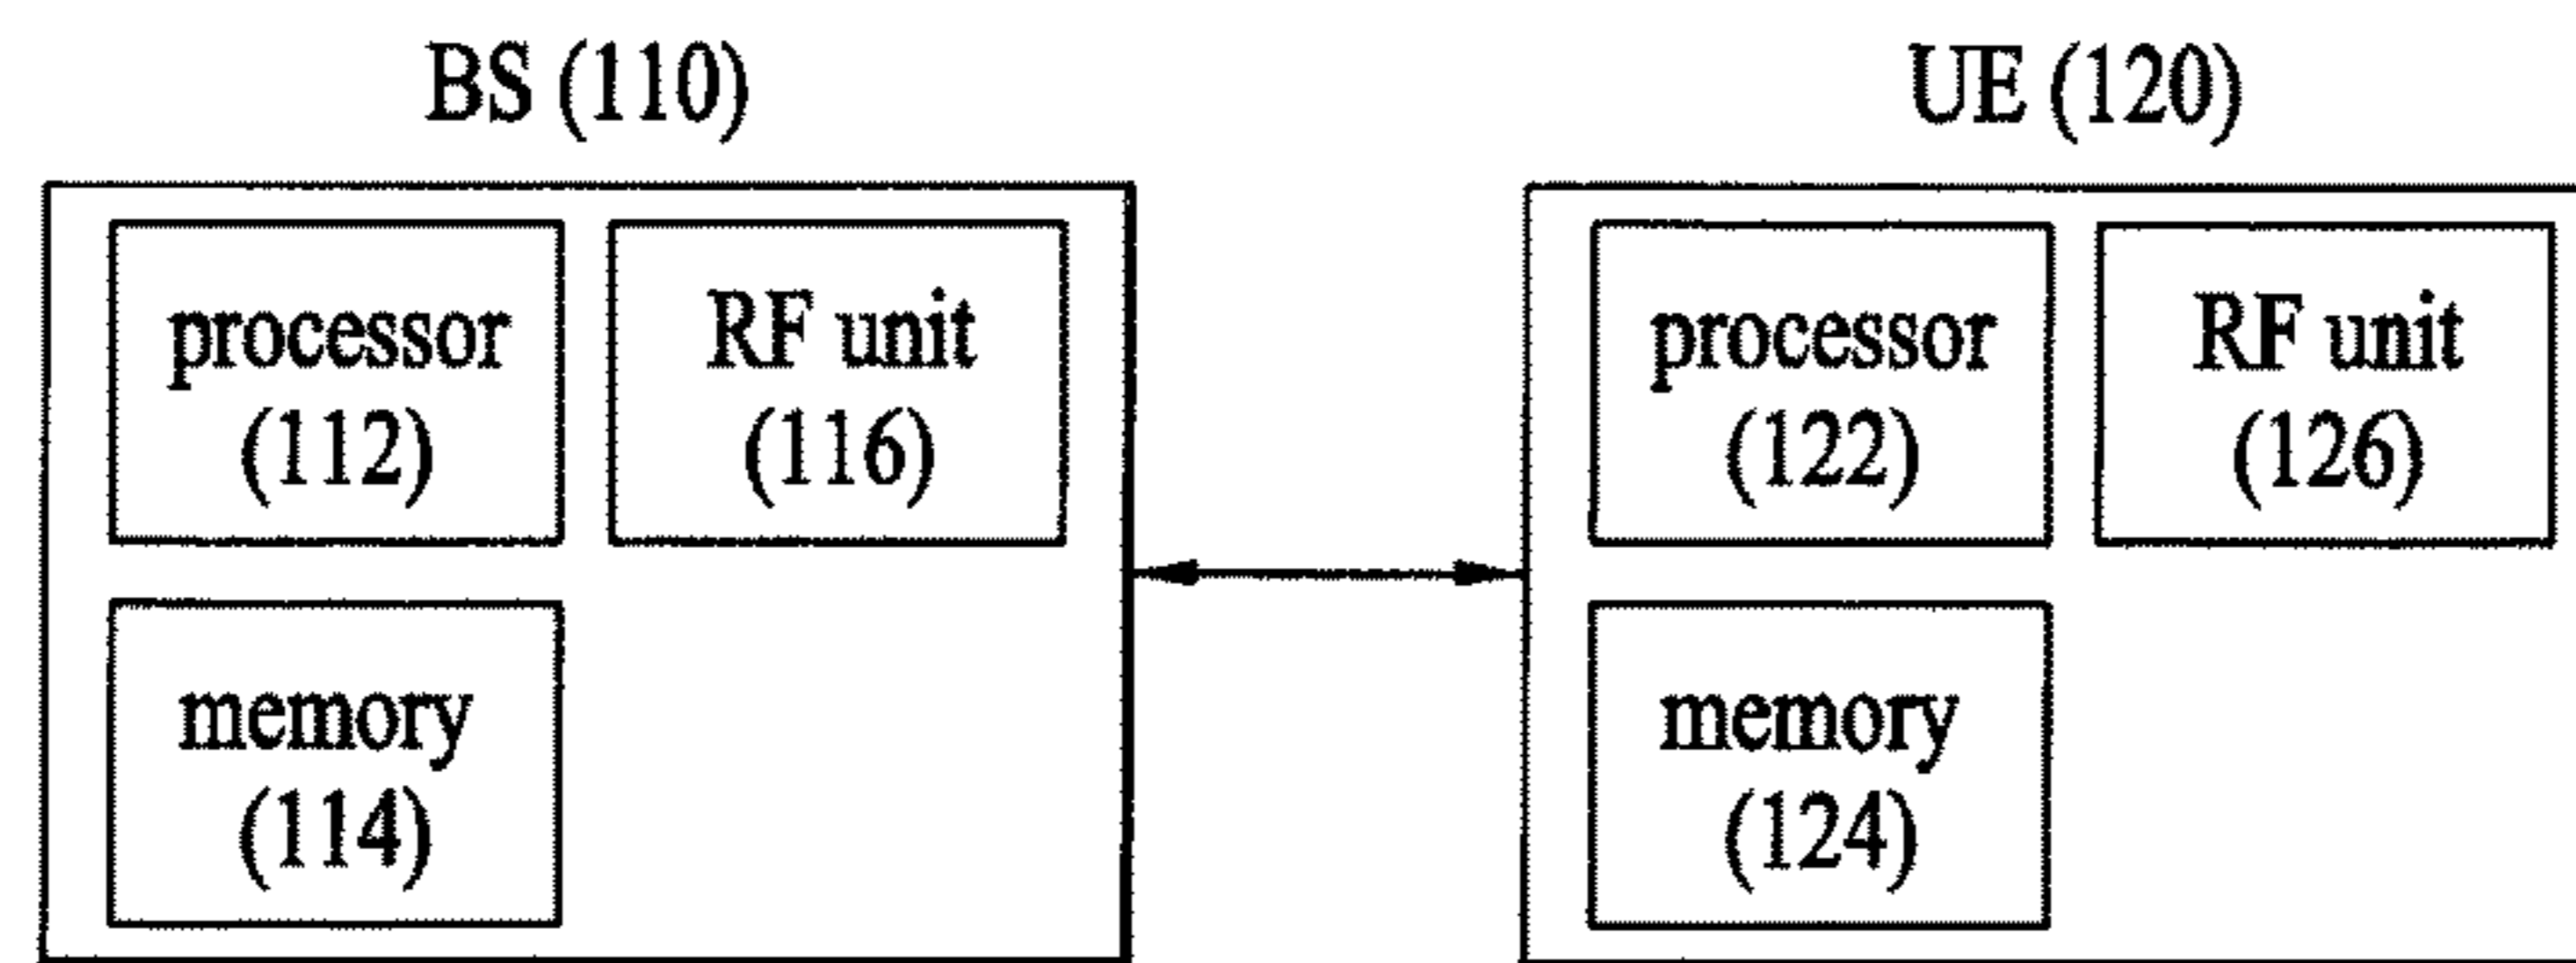 BS (110)
processor
(112)
RF unit
(116)
memory
(114)
UE (120)
processor
(122)
RF unit
(126)
memory
(124)